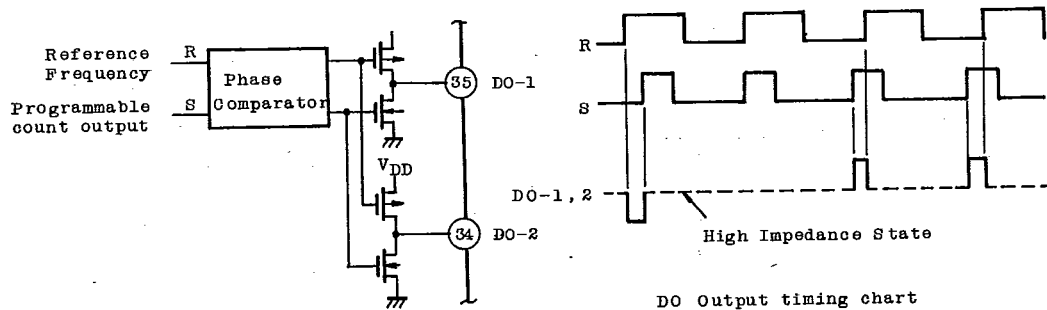 Reference
Frequency
R
Programmable
count output
S
Phase
Comparator
35
DO-1
VDD
34
DO-2
R
S
DO-1, 2
High Impedance State
DO Output timing chart